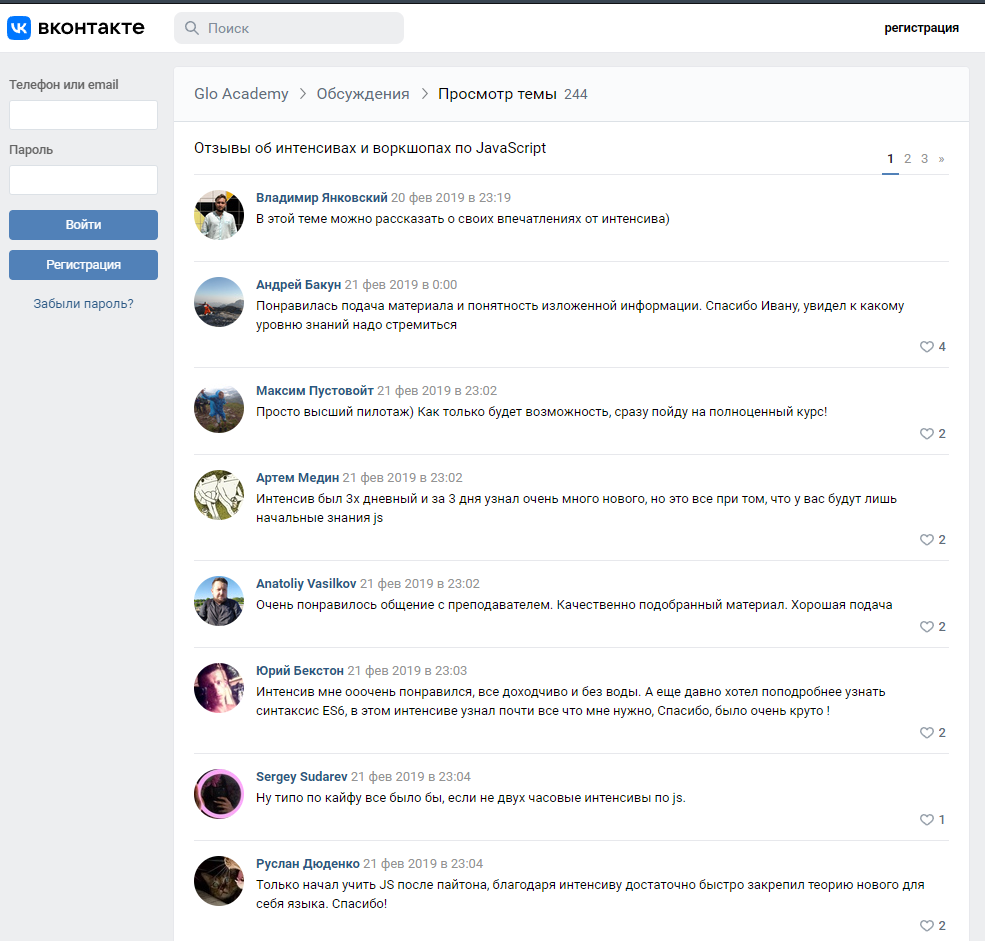 вконтакте
Поиск
регистрация
Телефон или email
Пароль
Войти
Регистрация
Забыли пароль?
Glo Academy > Обсуждения > Просмотр темы 244
Отзывы об интенсивах и воркшопах по JavaScript
1 2 3 »
Владимир Янковский 20 фев 2019 в 23:19
В этой теме можно рассказать о своих впечатлениях от интенсива)
Андрей Бакун 21 фев 2019 в 0:00
Понравилась подача материала и понятность изложенной информации. Спасибо Ивану, увидел к какому
уровню знаний надо стремиться
4
Максим Пустовойт 21 фев 2019 в 23:02
Просто высший пилотаж) Как только будет возможность, сразу пойду на полноценный курс!
2
Артем Медин 21 фев 2019 в 23:02
Интенсив был 3х дневный и за 3 дня узнал очень много нового, но это все при том, что у вас будут лишь
начальные знания js
2
Anatoliy Vasilkov 21 фев 2019 в 23:02
Очень понравилось общение с преподавателем. Качественно подобранный материал. Хорошая подача
2
Юрий Бекстон 21 фев 2019 в 23:03
Интенсив мне ооочень понравился, все доходчиво и без воды. А еще давно хотел поподробнее узнать
синтаксис ES6, в этом интенсиве узнал почти все что мне нужно, Спасибо, было очень круто !
2
Sergey Sudarev 21 фев 2019 в 23:04
Ну типо по кайфу все было бы, если не двух часовые интенсивы по js.
1
Руслан Дюденко 21 фев 2019 в 23:04
Только начал учить JS после пайтона, благодаря интенсиву достаточно быстро закрепил теорию нового для
себя языка. Спасибо!
2